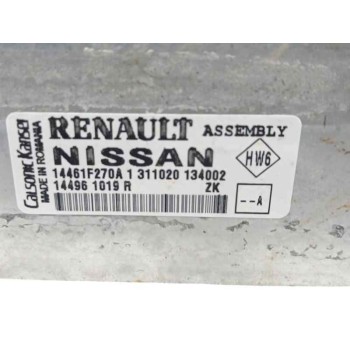 Calsonic Kansei
MADE IN ROMANIA
RENAULT ASSEMBLY
NISSAN
HW6
14461F270A 1 311020 134002
14496 1019 R ZK
--A